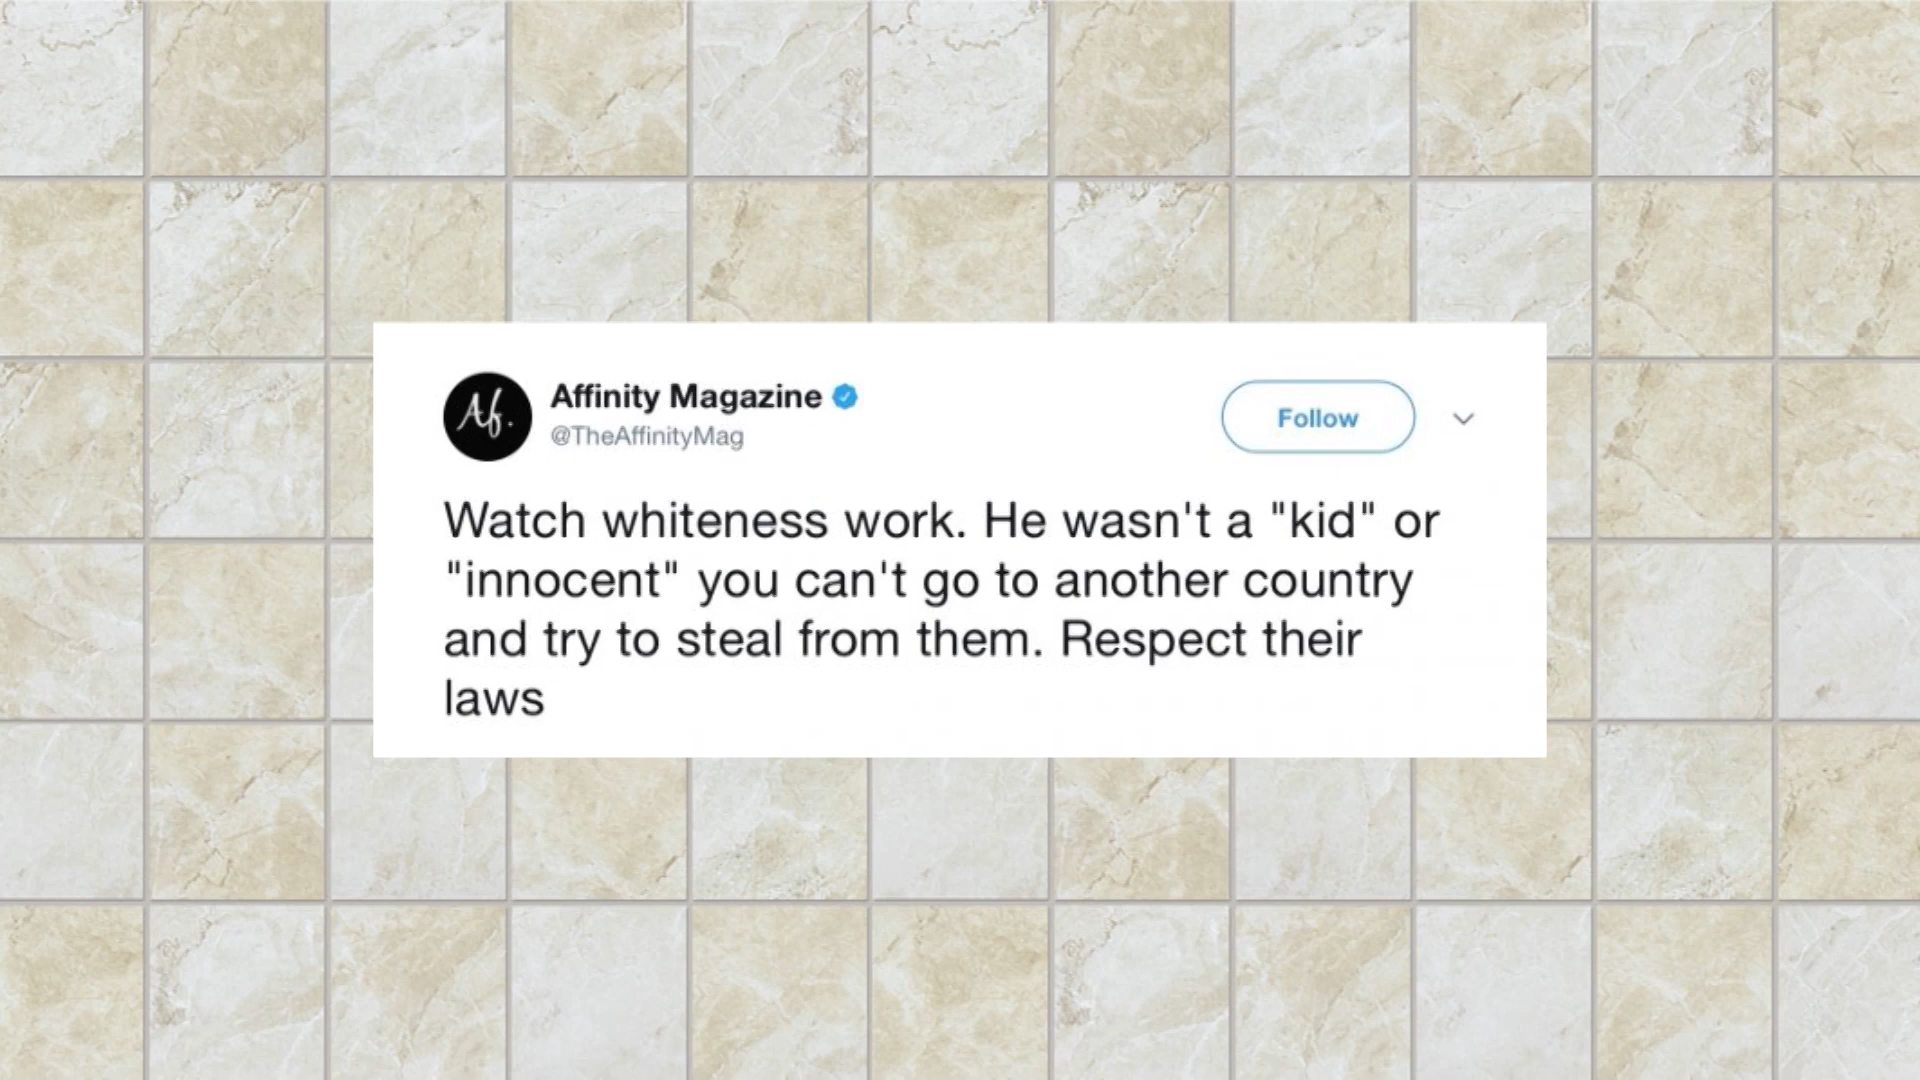 Af.
Affinity Magazine
@TheAffinityMag
Follow
Watch whiteness work. He wasn't a "kid" or
"innocent" you can't go to another country
and try to steal from them. Respect their
laws